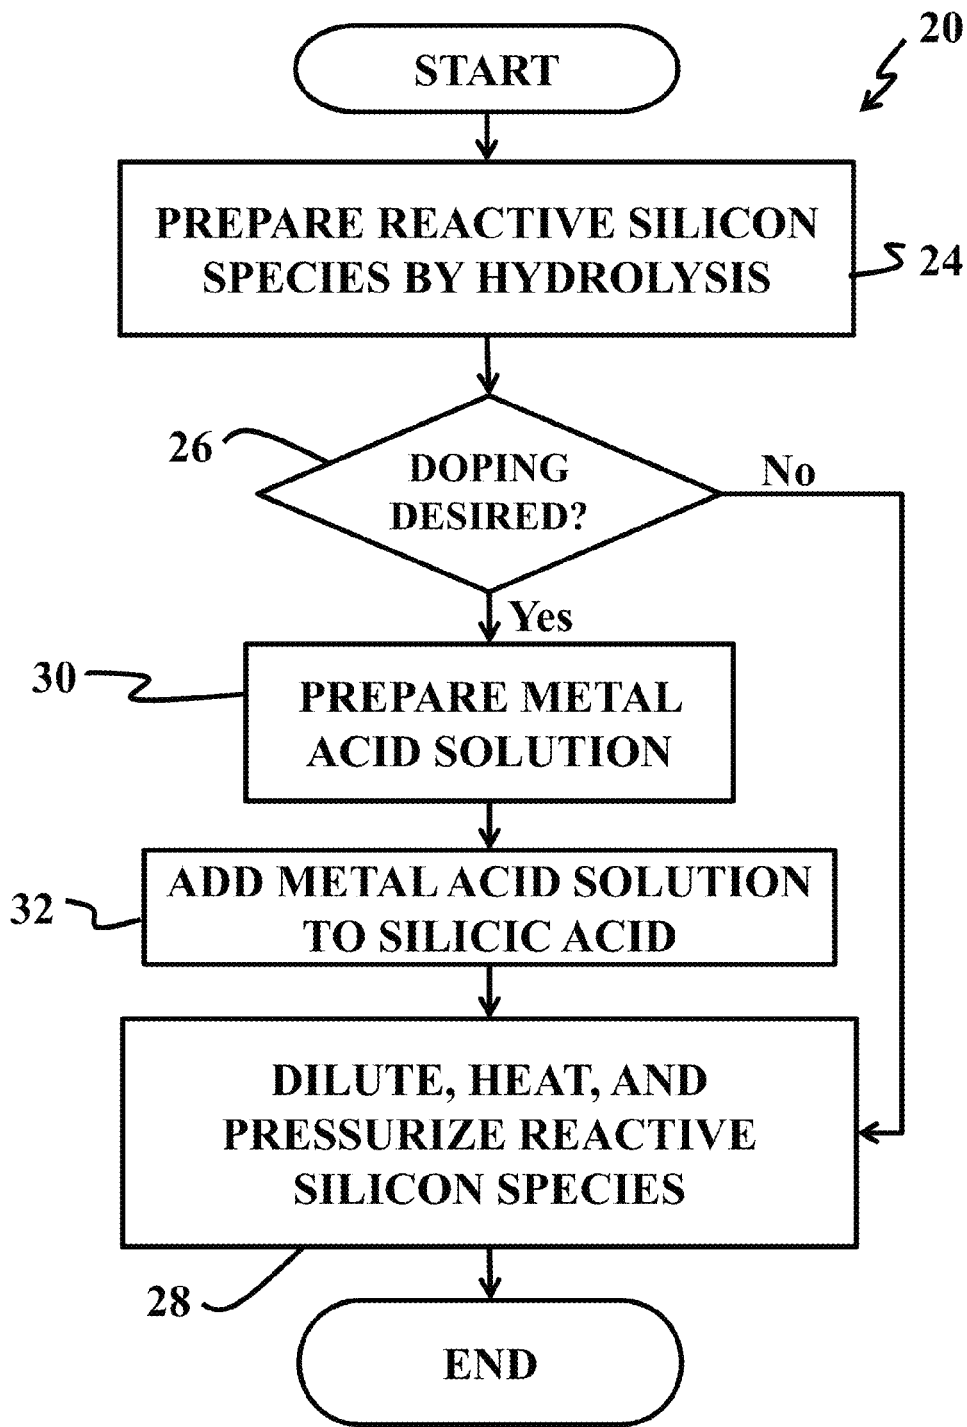 20
START
PREPARE REACTIVE SILICON
SPECIES BY HYDROLYSIS
24
26
DOPING
DESIRED?
No
Yes
30
PREPARE METAL
ACID SOLUTION
32
ADD METAL ACID SOLUTION
TO SILICIC ACID
DILUTE, HEAT, AND
PRESSURIZE REACTIVE
SILICON SPECIES
28
END